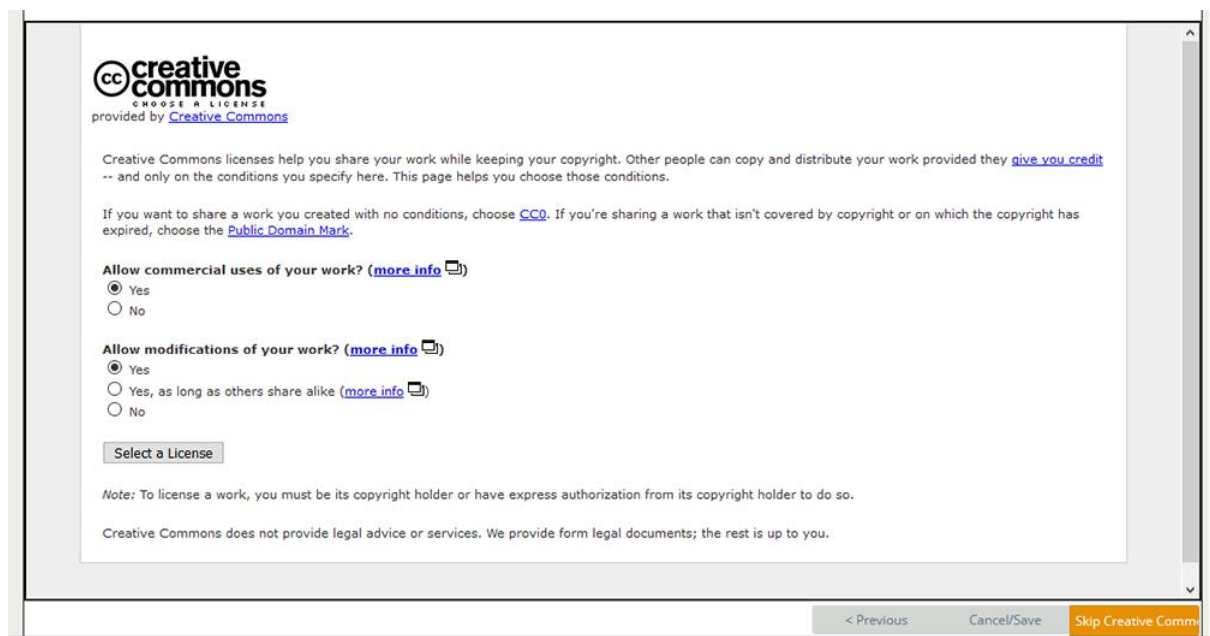 cc creative
commons
CHOOSE A LICENSE
provided by Creative Commons
Creative Commons licenses help you share your work while keeping your copyright. Other people can copy and distribute your work provided they give you credit
-- and only on the conditions you specify here. This page helps you choose those conditions.
If you want to share a work you created with no conditions, choose CC0. If you're sharing a work that isn't covered by copyright or on which the copyright has
expired, choose the Public Domain Mark.
Allow commercial uses of your work? (more info)
Yes
No
Allow modifications of your work? (more info)
Yes
Yes, as long as others share alike (more info)
No
Select a License
Note: To license a work, you must be its copyright holder or have express authorization from its copyright holder to do so.
Creative Commons does not provide legal advice or services. We provide form legal documents; the rest is up to you.
< Previous Cancel/Save Skip Creative Comm